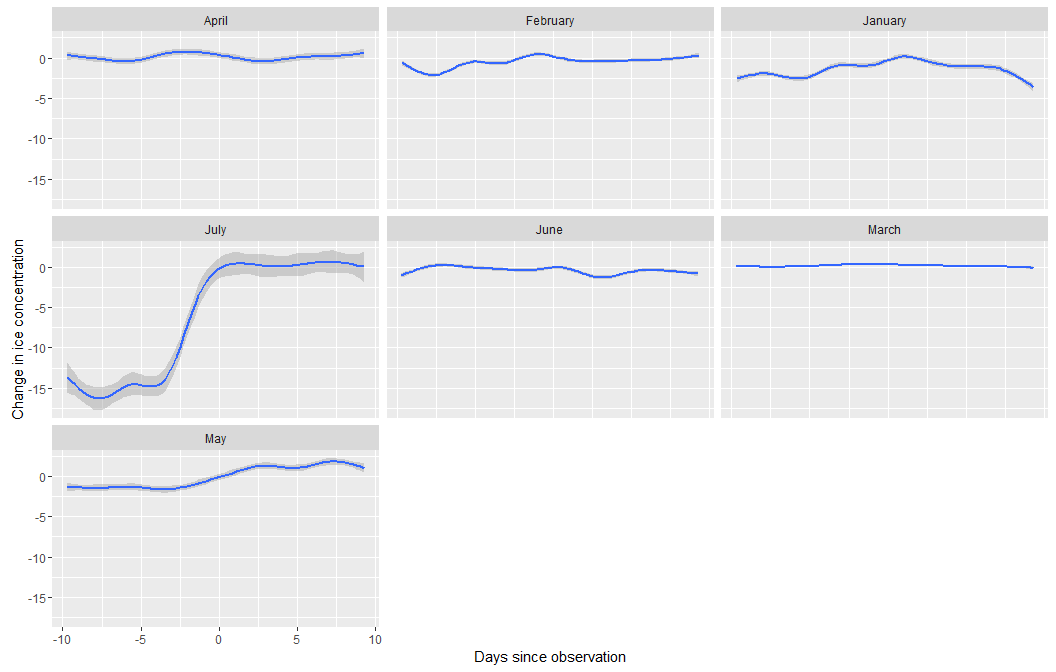 April
February
January
0
-5
-10
-15
July
June
March
0
-5
-10
-15
May
0
-5
-10
-15
-10
-5
0
5
10
Days since observation
Change in ice concentration